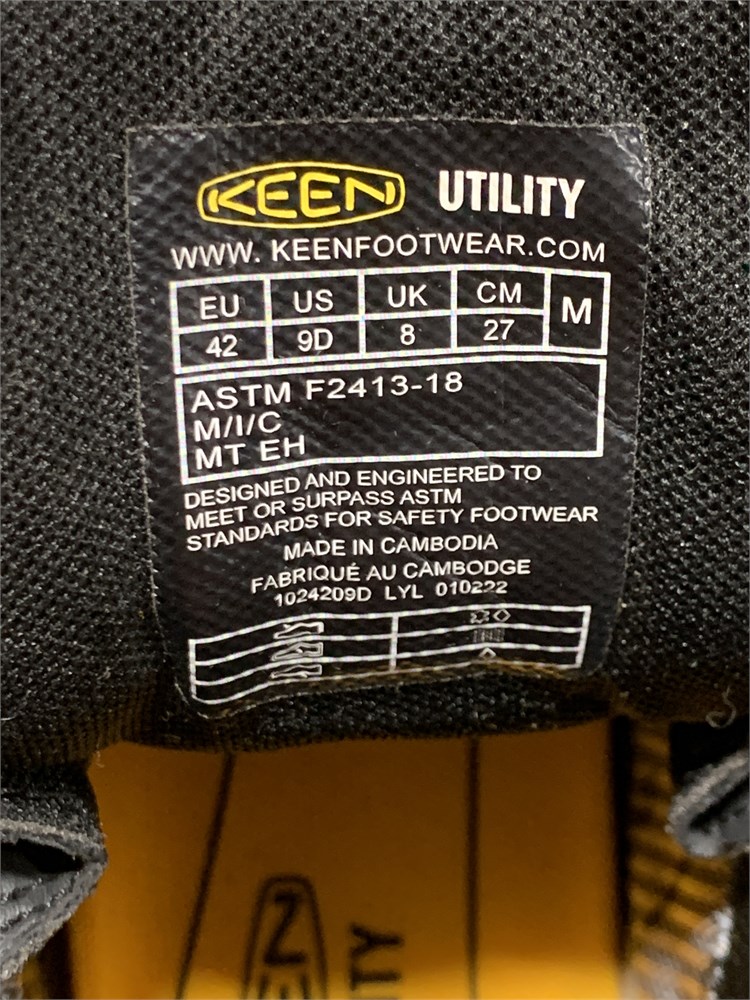 KEEN UTILITY
WWW. KEENFOOTWEAR.COM
EU US UK CM M
42 9D 8 27
ASTM F2413-18
M/I/C
MT EH
DESIGNED AND ENGINEERED TO
MEET OR SURPASS ASTM
STANDARDS FOR SAFETY FOOTWEAR
MADE IN CAMBODIA
FABRIQUÉ AU CAMBODGE
1024209D LYL 010222
EEN
ITY